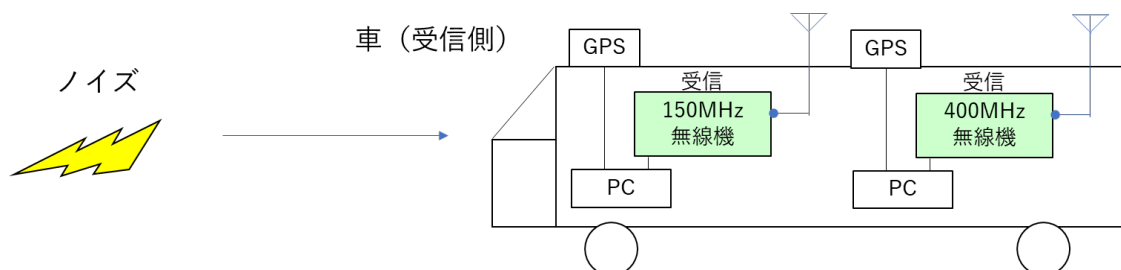 車（受信側）
ノイズ
GPS
受信
150MHz
無線機
PC
GPS
受信
400MHz
無線機
PC